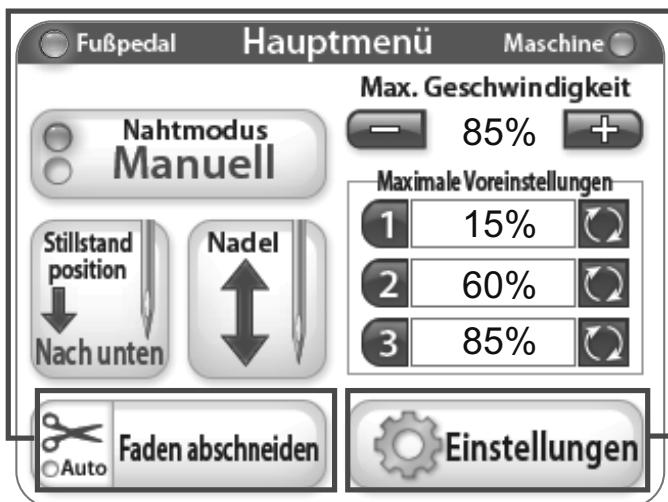 Fußpedal Hauptmenü Maschine
Max. Geschwindigkeit
85%
Nahtmodus
Manuell
Maximale Voreinstellungen
1 15%
2 60%
3 85%
Stillstand
position
Nach unten
Nadel
Auto
Faden abschneiden
Einstellungen